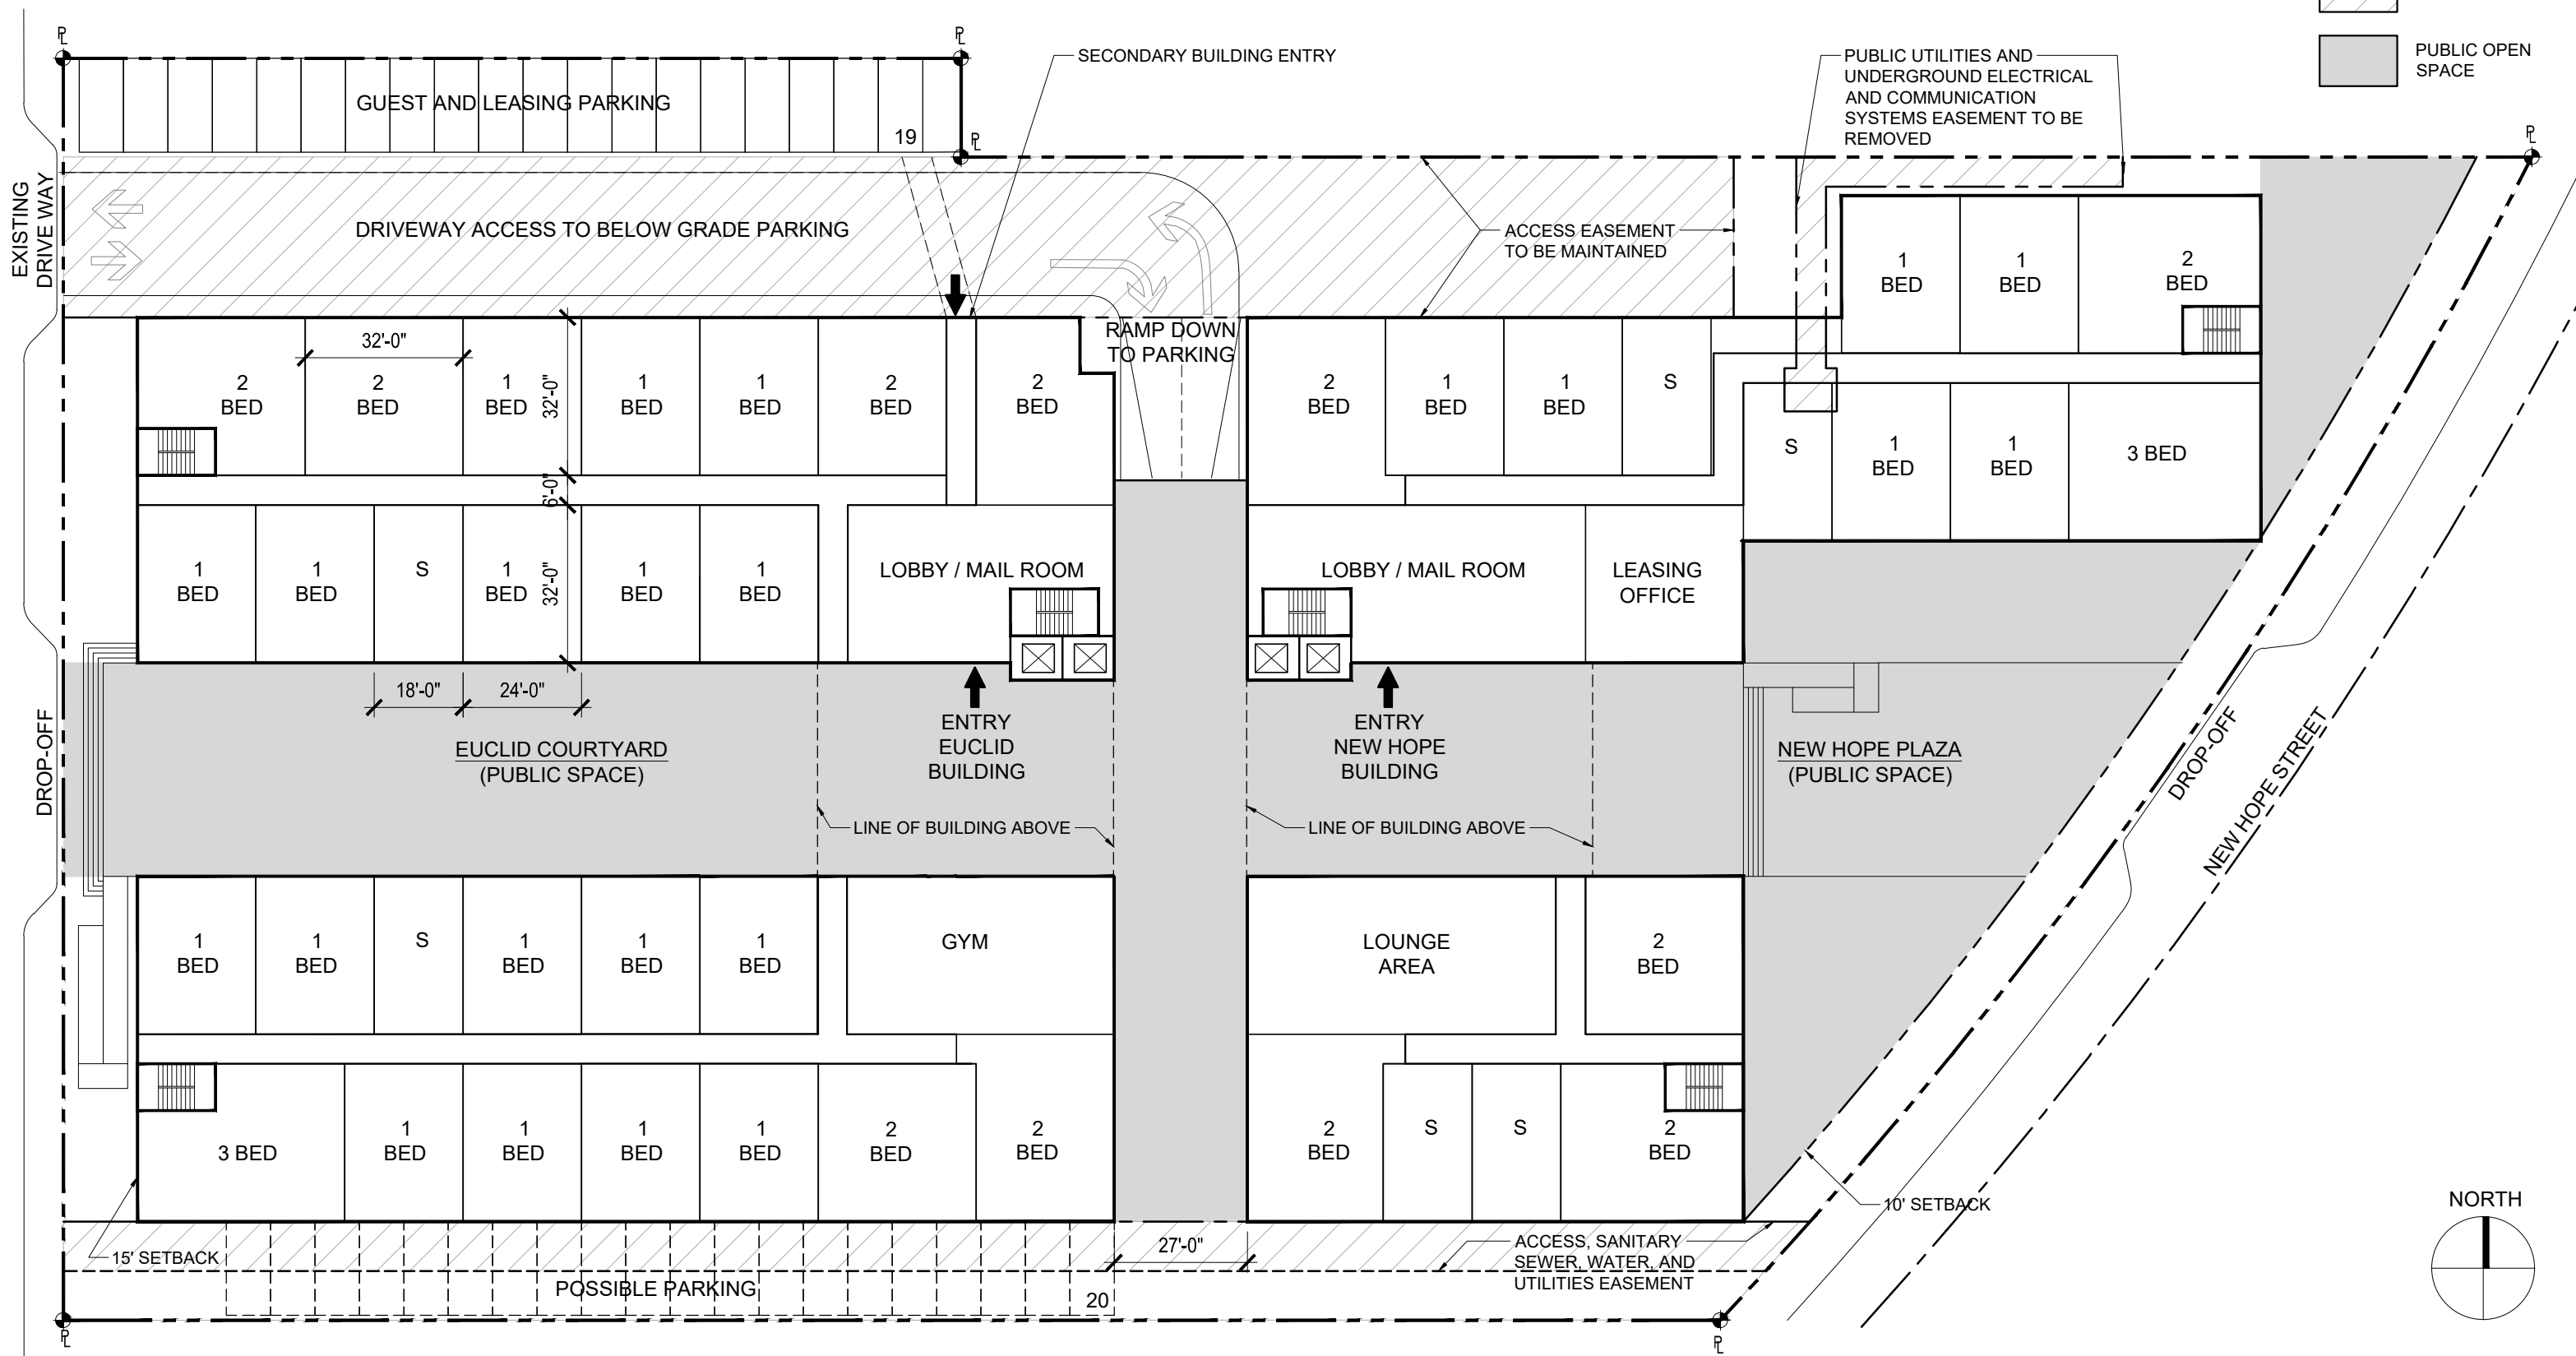 PUBLIC OPEN
SPACE
℄
℄
SECONDARY BUILDING ENTRY
PUBLIC UTILITIES AND
UNDERGROUND ELECTRICAL
AND COMMUNICATION
SYSTEMS EASEMENT TO BE
REMOVED
GUEST AND LEASING PARKING
19
EXISTING
DRIVE WAY
DRIVEWAY ACCESS TO BELOW GRADE PARKING
ACCESS EASEMENT
TO BE MAINTAINED
1
BED
1
BED
2
BED
RAMP DOWN
TO PARKING
32'-0"
32'-0"
2
BED
2
BED
1
BED
1
BED
1
BED
2
BED
2
BED
2
BED
1
BED
1
BED
S
S
1
BED
1
BED
3 BED
6'-0"
32'-0"
1
BED
1
BED
S
1
BED
1
BED
1
BED
LOBBY / MAIL ROOM
LOBBY / MAIL ROOM
LEASING
OFFICE
18'-0"
24'-0"
DROP-OFF
EUCLID COURTYARD
(PUBLIC SPACE)
ENTRY
EUCLID
BUILDING
ENTRY
NEW HOPE
BUILDING
NEW HOPE PLAZA
(PUBLIC SPACE)
DROP-OFF
NEW HOPE STREET
LINE OF BUILDING ABOVE
LINE OF BUILDING ABOVE
1
BED
1
BED
S
1
BED
1
BED
1
BED
GYM
LOUNGE
AREA
2
BED
3 BED
1
BED
1
BED
1
BED
1
BED
2
BED
2
BED
2
BED
S
S
2
BED
10' SETBACK
NORTH
15' SETBACK
27'-0"
ACCESS, SANITARY
SEWER, WATER, AND
UTILITIES EASEMENT
POSSIBLE PARKING
20